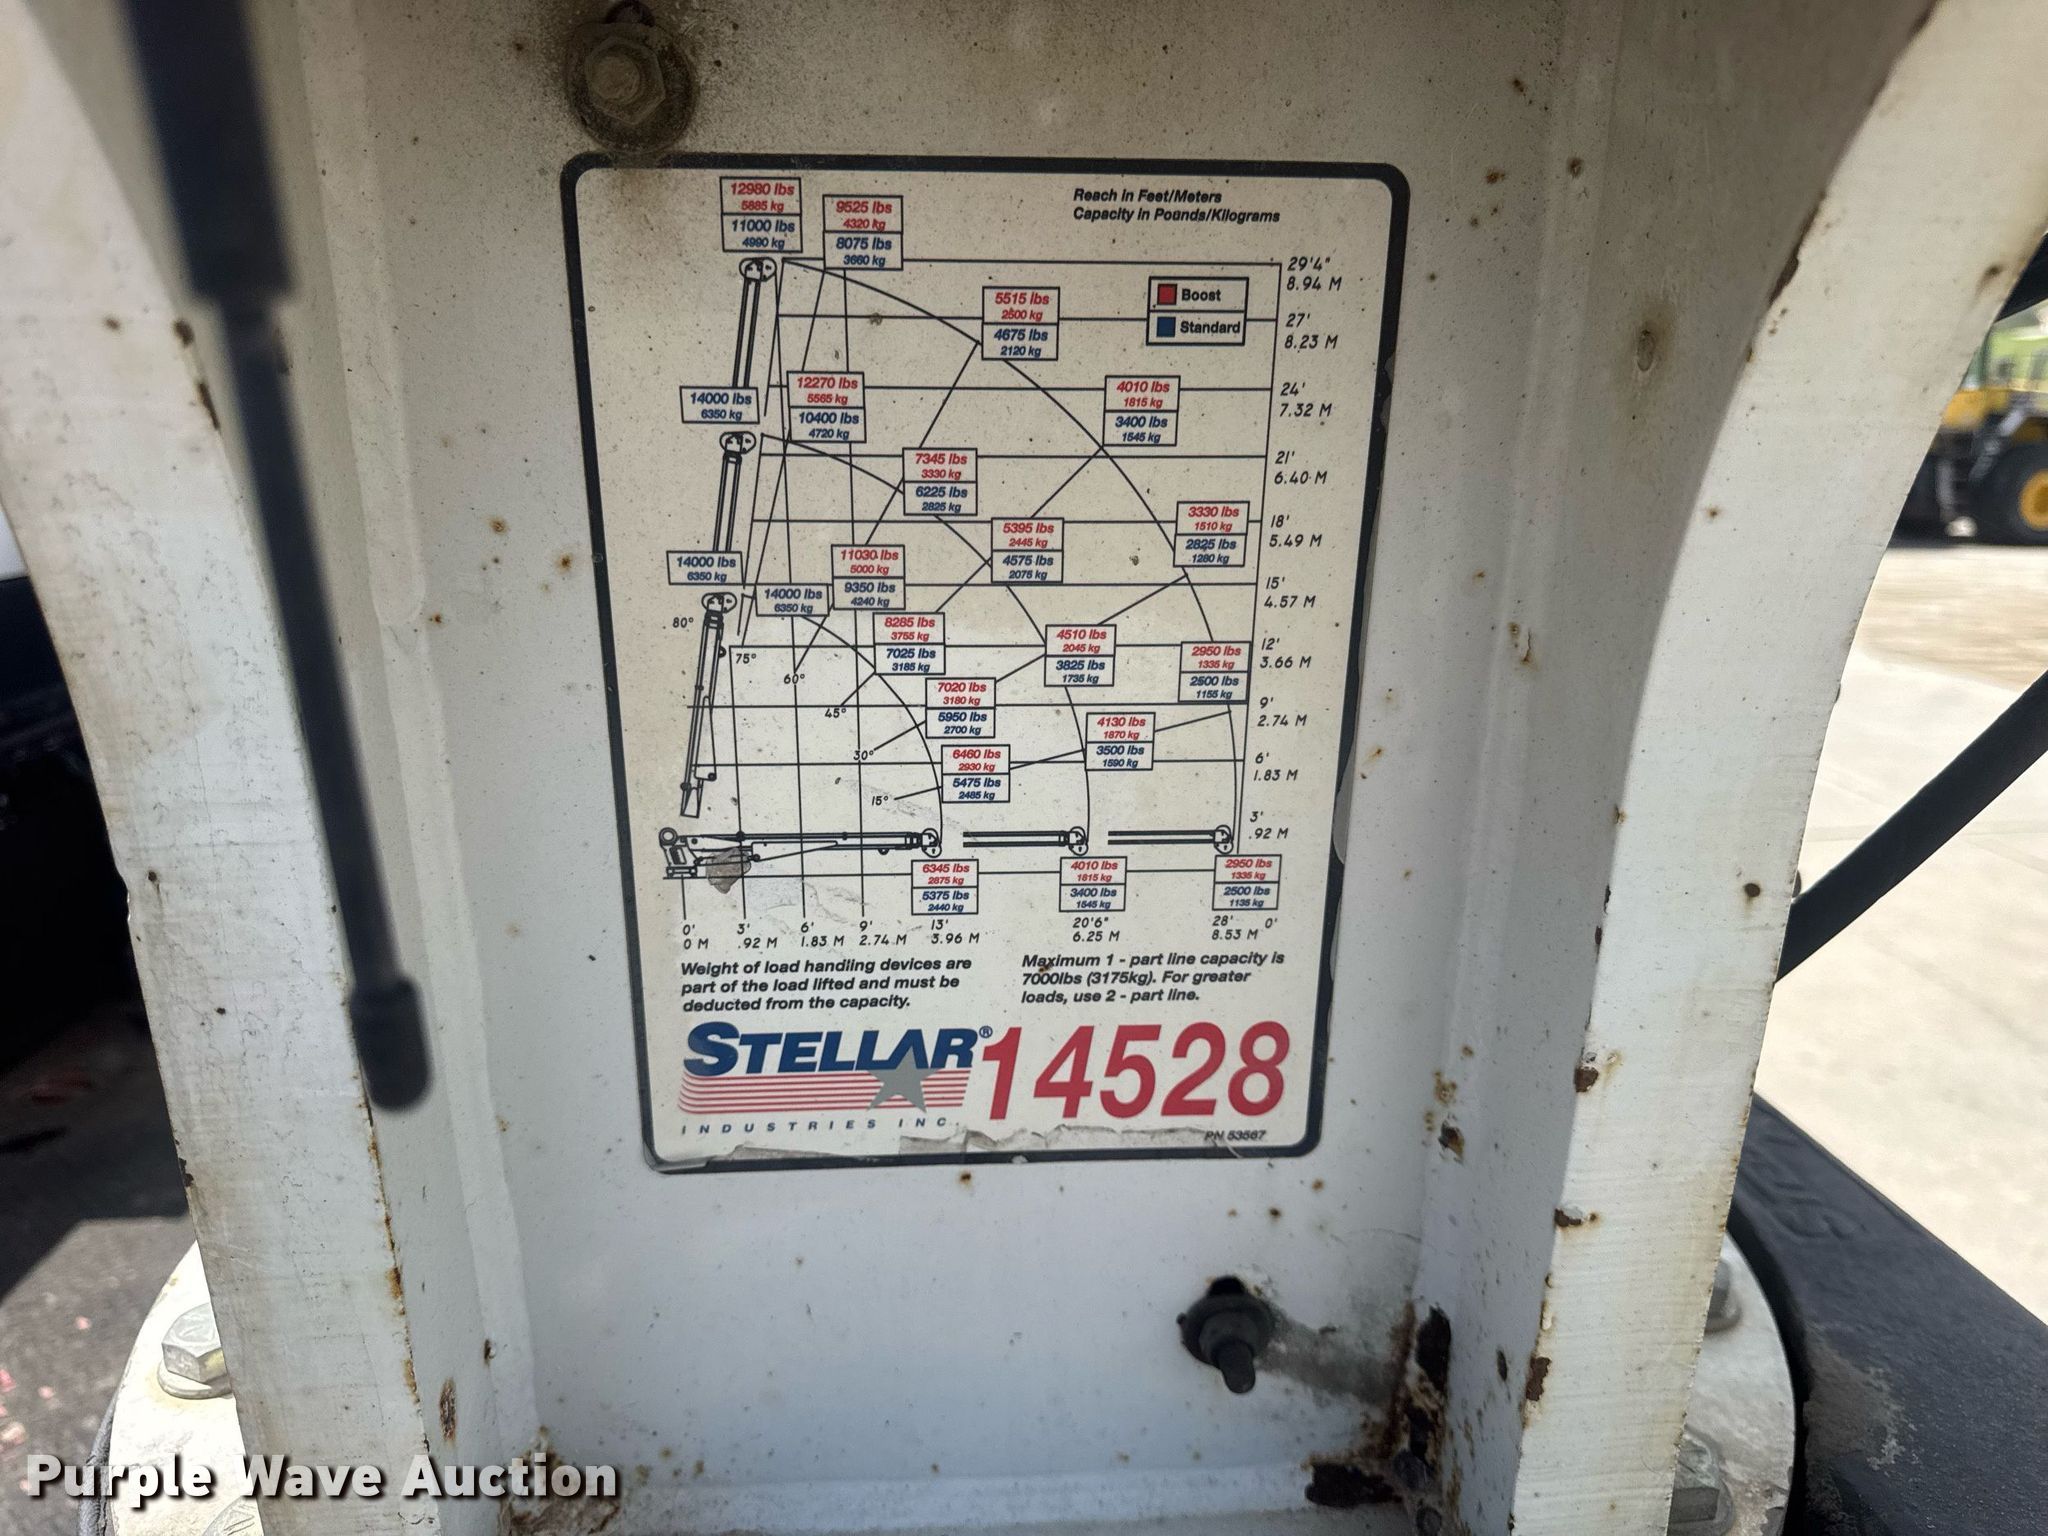 12980 lbs
5885 kg
11000 lbs
4990 kg
9525 lbs
4320 kg
8075 lbs
3660 kg
Reach in Feet/Meters
Capacity in Pounds/Kilograms
29'4"
8.94 M
Boost
Standard
5515 lbs
2500 kg
4675 lbs
2120 kg
27'
8.23 M
14000 lbs
6350 kg
12270 lbs
5565 kg
10400 lbs
4720 kg
4010 lbs
1815 kg
3400 lbs
1545 kg
24'
7.32 M
7345 lbs
3330 kg
6225 lbs
2825 kg
21'
6.40 M
5395 lbs
2445 kg
4575 lbs
2075 kg
3330 lbs
1510 kg
2825 lbs
1280 kg
18'
5.49 M
14000 lbs
6350 kg
14000 lbs
6350 kg
11030 lbs
5000 kg
9350 lbs
4240 kg
15'
4.57 M
80°
75°
60°
45°
30°
15°
8285 lbs
3755 kg
7025 lbs
3185 kg
4510 lbs
2045 kg
3825 lbs
1735 kg
2950 lbs
1335 kg
2500 lbs
1155 kg
12'
3.66 M
7020 lbs
3180 kg
5950 lbs
2700 kg
9'
2.74 M
4130 lbs
1870 kg
3500 lbs
1590 kg
6460 lbs
2930 kg
5475 lbs
2485 kg
6'
1.83 M
3'
.92 M
6345 lbs
2875 kg
5375 lbs
2440 kg
4010 lbs
1815 kg
3400 lbs
1545 kg
2950 lbs
1335 kg
2500 lbs
1135 kg
0' 3' 6' 9' 13' 20'6" 28' 0'
0 M .92 M 1.83 M 2.74 M 3.96 M 6.25 M 8.53 M
Weight of load handling devices are
part of the load lifted and must be
deducted from the capacity.
Maximum 1 - part line capacity is
7000lbs (3175kg). For greater
loads, use 2 - part line.
STELLAR® 14528
INDUSTRIES INC.
PN 53567
Purple Wave Auction